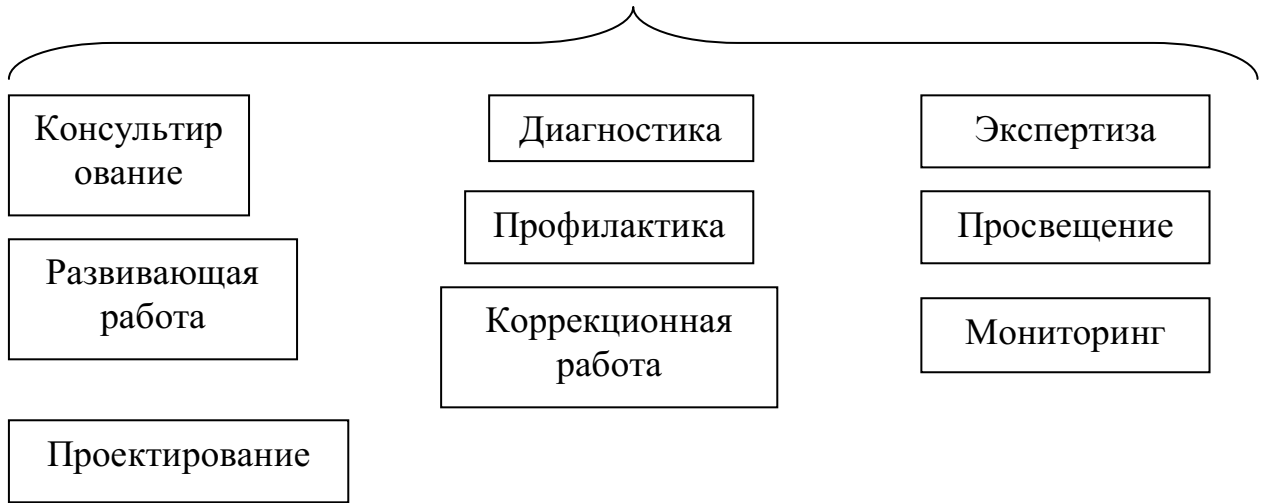 Консультир
ование
Диагностика
Экспертиза
Профилактика
Просвещение
Развивающая
работа
Коррекционная
работа
Мониторинг
Проектирование